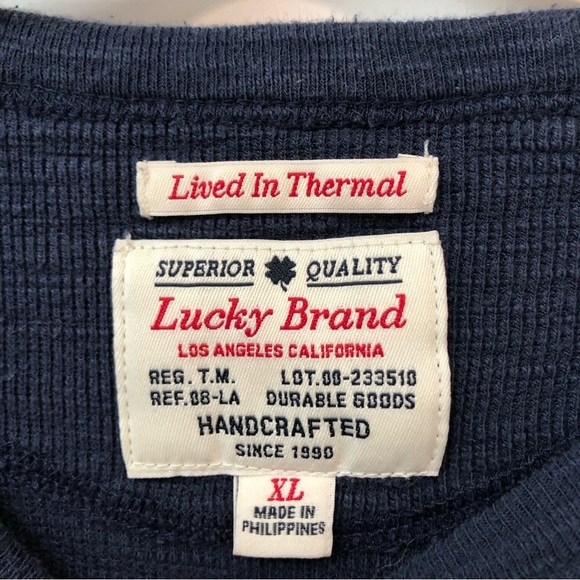 Lived In Thermal
SUPERIOR QUALITY
Lucky Brand
LOS ANGELES CALIFORNIA
REG. T.M. LOT.00-233510
REF.08-LA DURABLE GOODS
HANDCRAFTED
SINCE 1990
XL
MADE IN
PHILIPPINES